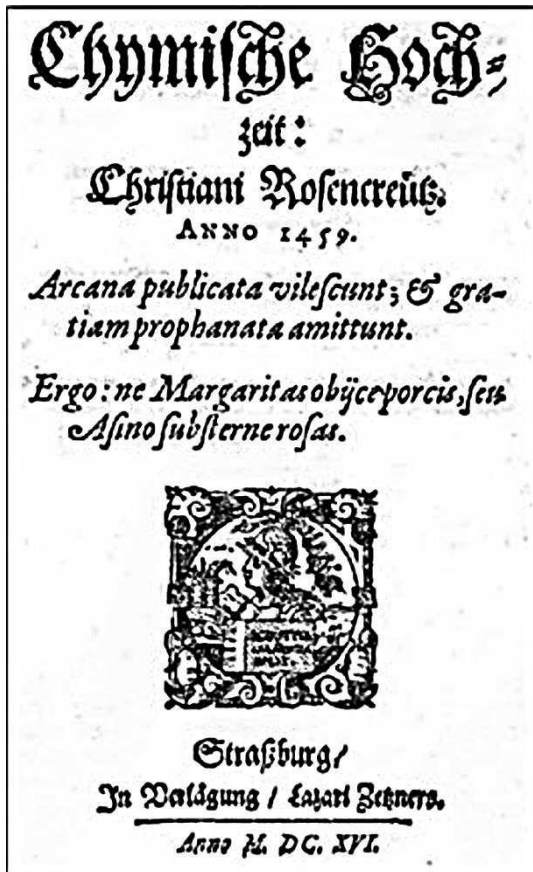 Chymiſche Hoch⸗
zeit:
Chriſtiani Roſencreütz.
ANNO 1459.
Arcana publicata vileſcunt; & gra-
tiam prophanata amittunt.
Ergo: ne Margaritas obijce porcis, ſeu
Aſino ſubſterne roſas.
Straßburg/
In Verlägung / Lazari Zetzners.
Anno M. DC. XVI.